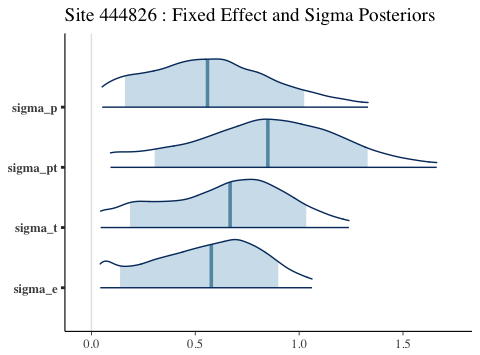 Site 444826 : Fixed Effect and Sigma Posteriors
sigma_p
sigma_pt
sigma_t
sigma_e
0.0 0.5 1.0 1.5